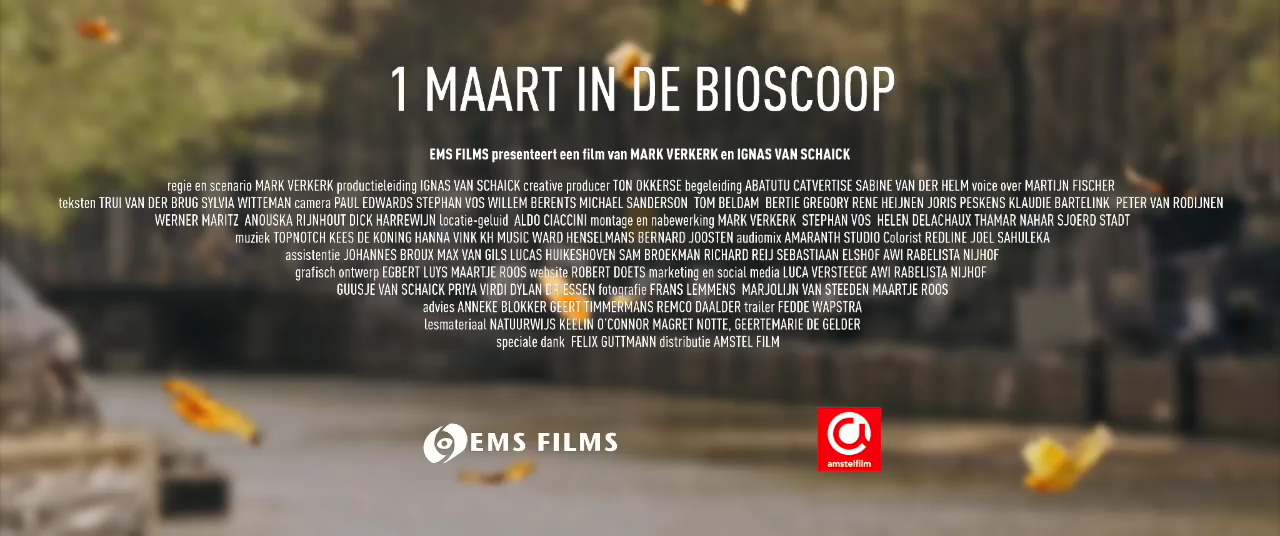 1 MAART IN DE BIOSCOOP
EMS FILMS presenteert een film van MARK VERKERK en IGNAS VAN SCHAICK
regie en scenario MARK VERKERK productieleiding IGNAS VAN SCHAICK creative producer TON OKKERSE begeleiding ABATUTU CATVERTISE SABINE VAN DER HELM voice over MARTIJN FISCHER
teksten TRUI VAN DER BRUG SYLVIA WITTEMAN camera PAUL EDWARDS STEPHAN VOS WILLEM BERENTS MICHAEL SANDERSON TOM BELDAM BERTIE GREGORY RENE HEIJNEN JORIS PESKENS KLAUDIE BARTELINK PETER VAN RODIJNEN
WERNER MARITZ ANOUSKA RIJNHOUT DICK HARREWIJN locatie-geluid ALDO CIACCINI montage en nabewerking MARK VERKERK STEPHAN VOS HELEN DELACHAUX THAMAR NAHAR SJOERD STADT
muziek TOPNOTCH KEES DE KONING HANNA VINK KH MUSIC WARD HENSELMANS BERNARD JOOSTEN audiomix AMARANTH STUDIO Colorist REDLINE JOEL SAHULEKA
assistentie JOHANNES BROUX MAX VAN GILS LUCAS HUIKESHOVEN SAM BROEKMAN RICHARD REIJ SEBASTIAAN ELSHOF AWI RABELISTA NIJHOF
grafisch ontwerp EGBERT LUYS MAARTJE ROOS website ROBERT DOETS marketing en social media LUCA VERSTEEGE AWI RABELISTA NIJHOF
GUUSJE VAN SCHAICK PRIYA VIRDI DYLAN DR ESSEN fotografie FRANS LEMMENS MARJOLIJN VAN STEEDEN MAARTJE ROOS
advies ANNEKE BLOKKER GEERT TIMMERMANS REMCO DAALDER trailer FEDDE WAPSTRA
lesmateriaal NATUURWIJS KEELIN O'CONNOR MAGRET NOTTE, GEERTEMARIE DE GELDER
speciale dank FELIX GUTTMANN distributie AMSTEL FILM
EMS FILMS
amstelfilm